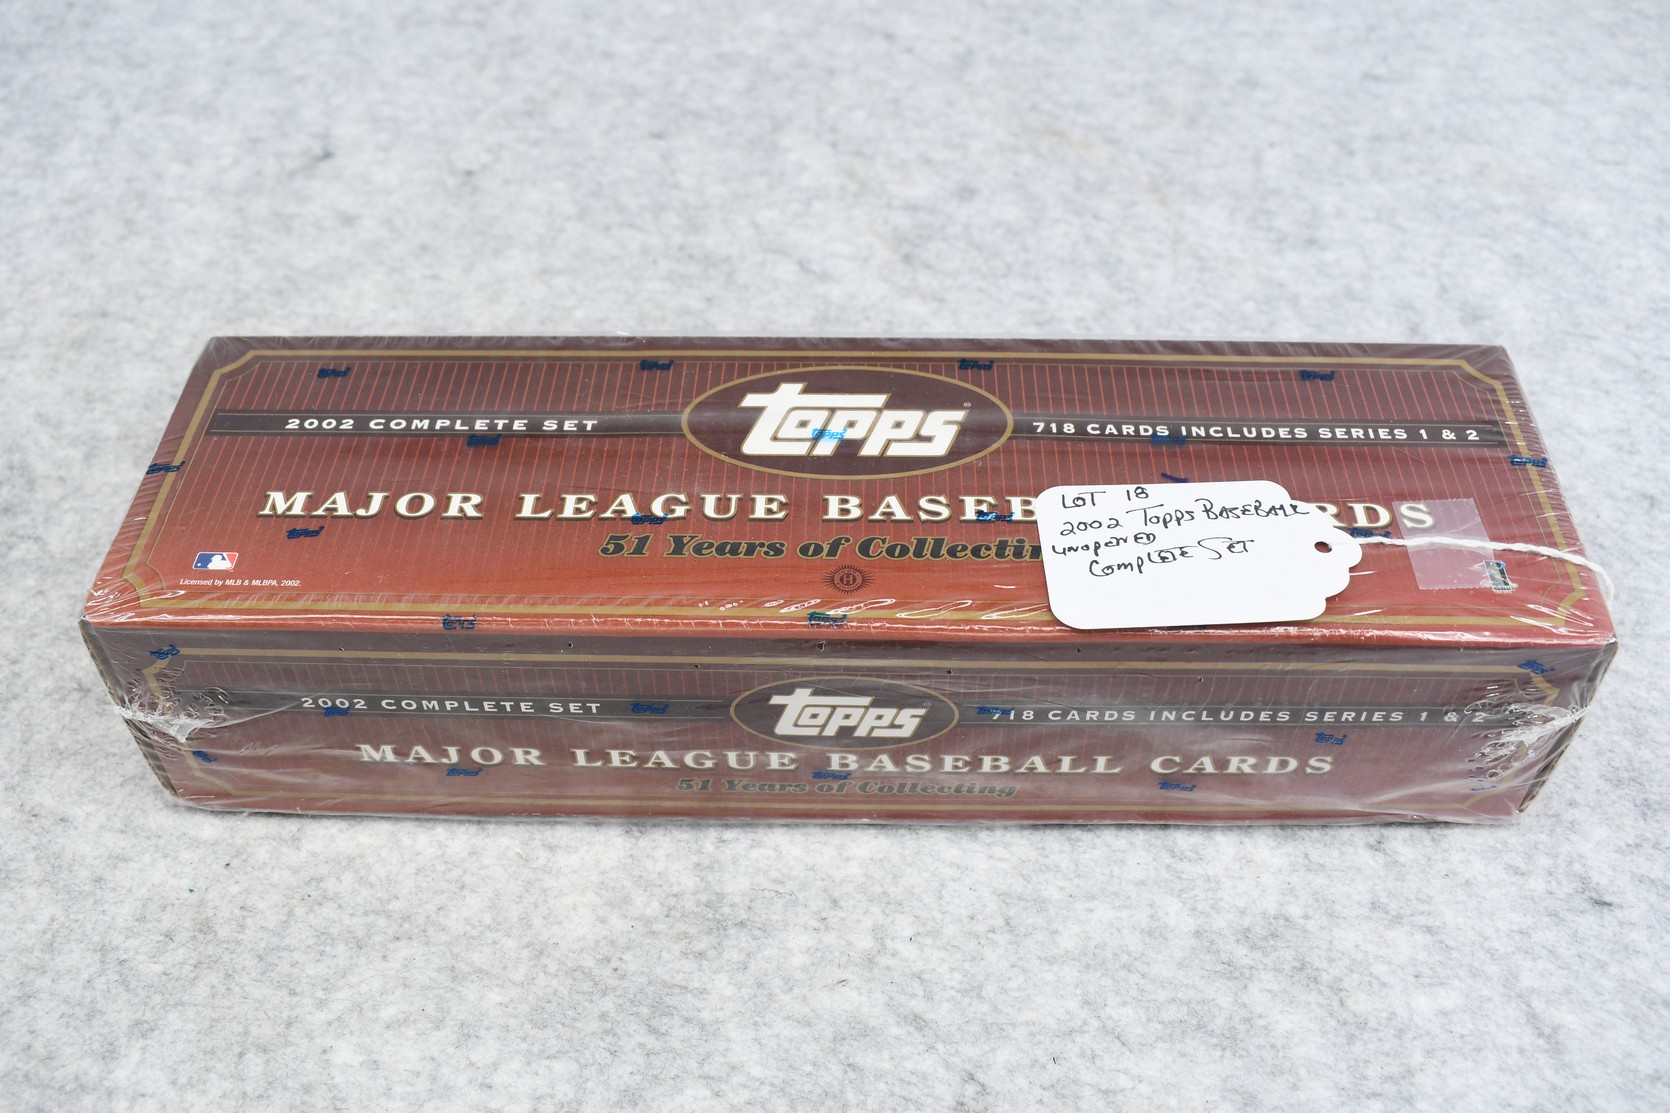 2002 COMPLETE SET
topps
718 CARDS INCLUDES SERIES 1 & 2
MAJOR LEAGUE BASEB RDS
51 Years of Collectin
Licensed by MLB & MLBPA, 2002.
LOT 18
2002 Topps BASEBALL
UNOPENED
COMPLETE SET
2002 COMPLETE SET
topps
718 CARDS INCLUDES SERIES 1 & 2
MAJOR LEAGUE BASEBALL CARDS
51 Years of Collecting